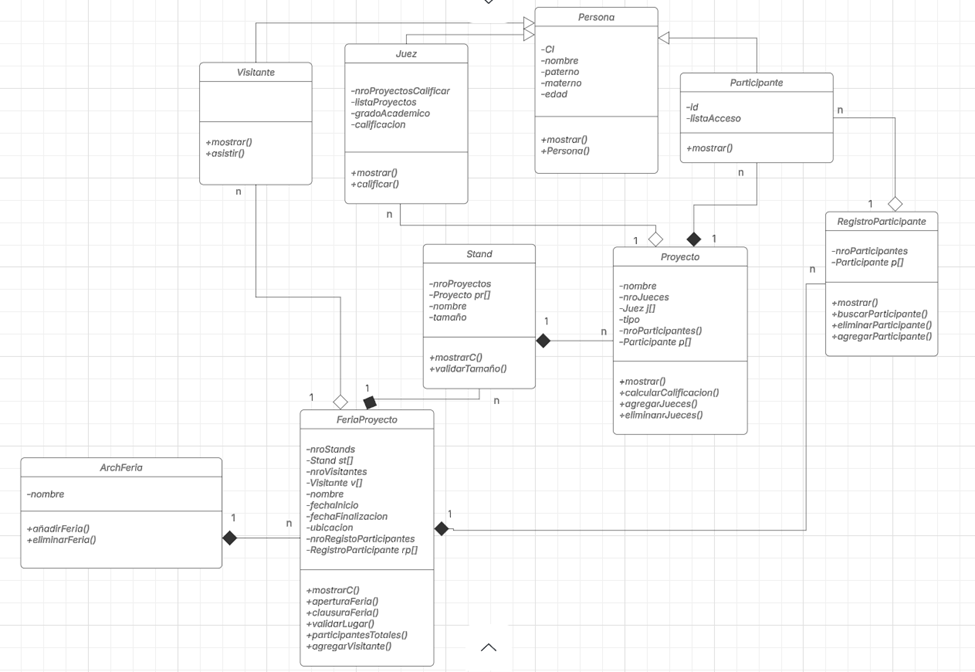 Persona
-CI
-nombre
-paterno
-materno
-edad
+mostrar()
+Persona()
Juez
-nroProyectosCalificar
-listaProyectos
-gradoAcademico
-calificacion
+mostrar()
+calificar()
Visitante
+mostrar()
+asistir()
Participante
-id
-listaAcceso
+mostrar()
n
n
n
n
1
1
1
RegistroParticipante
-nroParticipantes
-Participante p[]
+mostrar()
+buscarParticipante()
+eliminarParticipante()
+agregarParticipante()
n
Stand
-nroProyectos
-Proyecto pr[]
-nombre
-tamaño
+mostrarC()
+validarTamaño()
1
n
n
Proyecto
-nombre
-nroJueces
-Juez j[]
-tipo
-nroParticipantes()
-Participante p[]
+mostrar()
+calcularCalificacion()
+agregarJueces()
+eliminanrJueces()
1
1
FeriaProyecto
-nroStands
-Stand st[]
-nroVisitantes
-Visitante v[]
-nombre
-fechaInicio
-fechaFinalizacion
-ubicacion
-nroRegistoParticipantes
-RegistroParticipante rp[]
+mostrarC()
+aperturaFeria()
+clausuraFeria()
+validarLugar()
+participantesTotales()
+agregarVisitante()
1
ArchFeria
-nombre
+añadirFeria()
+eliminarFeria()
1
n